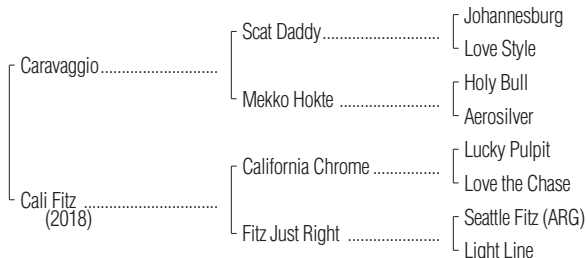 Johannesburg
Scat Daddy
Love Style
Caravaggio
Holy Bull
Mekko Hokte
Aerosilver
Lucky Pulpit
California Chrome
Love the Chase
Cali Fitz
(2018)
Seattle Fitz (ARG)
Fitz Just Right
Light Line